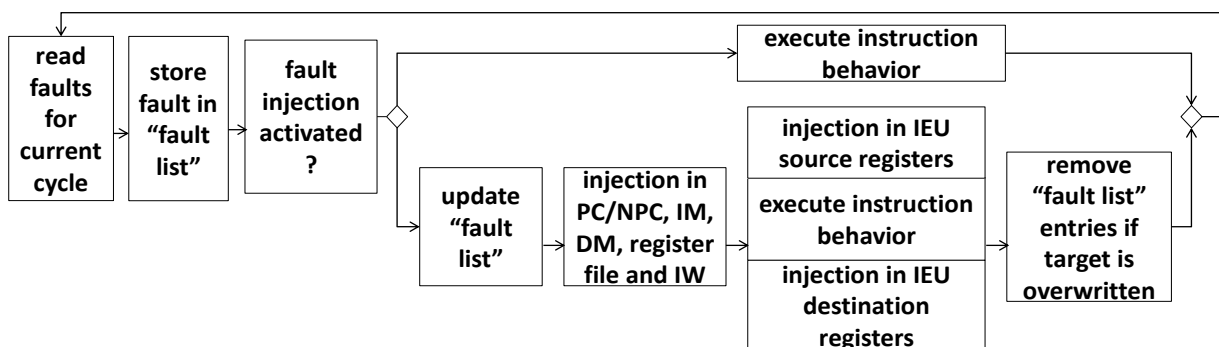 read
faults
for
current
cycle
store
fault in
“fault
list”
fault
injection
activated
?
execute instruction
behavior
update
“fault
list”
injection in
PC/NPC, IM,
DM, register
file and IW
injection in IEU
source registers
execute instruction
behavior
injection in IEU
destination
registers
remove
“fault list”
entries if
target is
overwritten